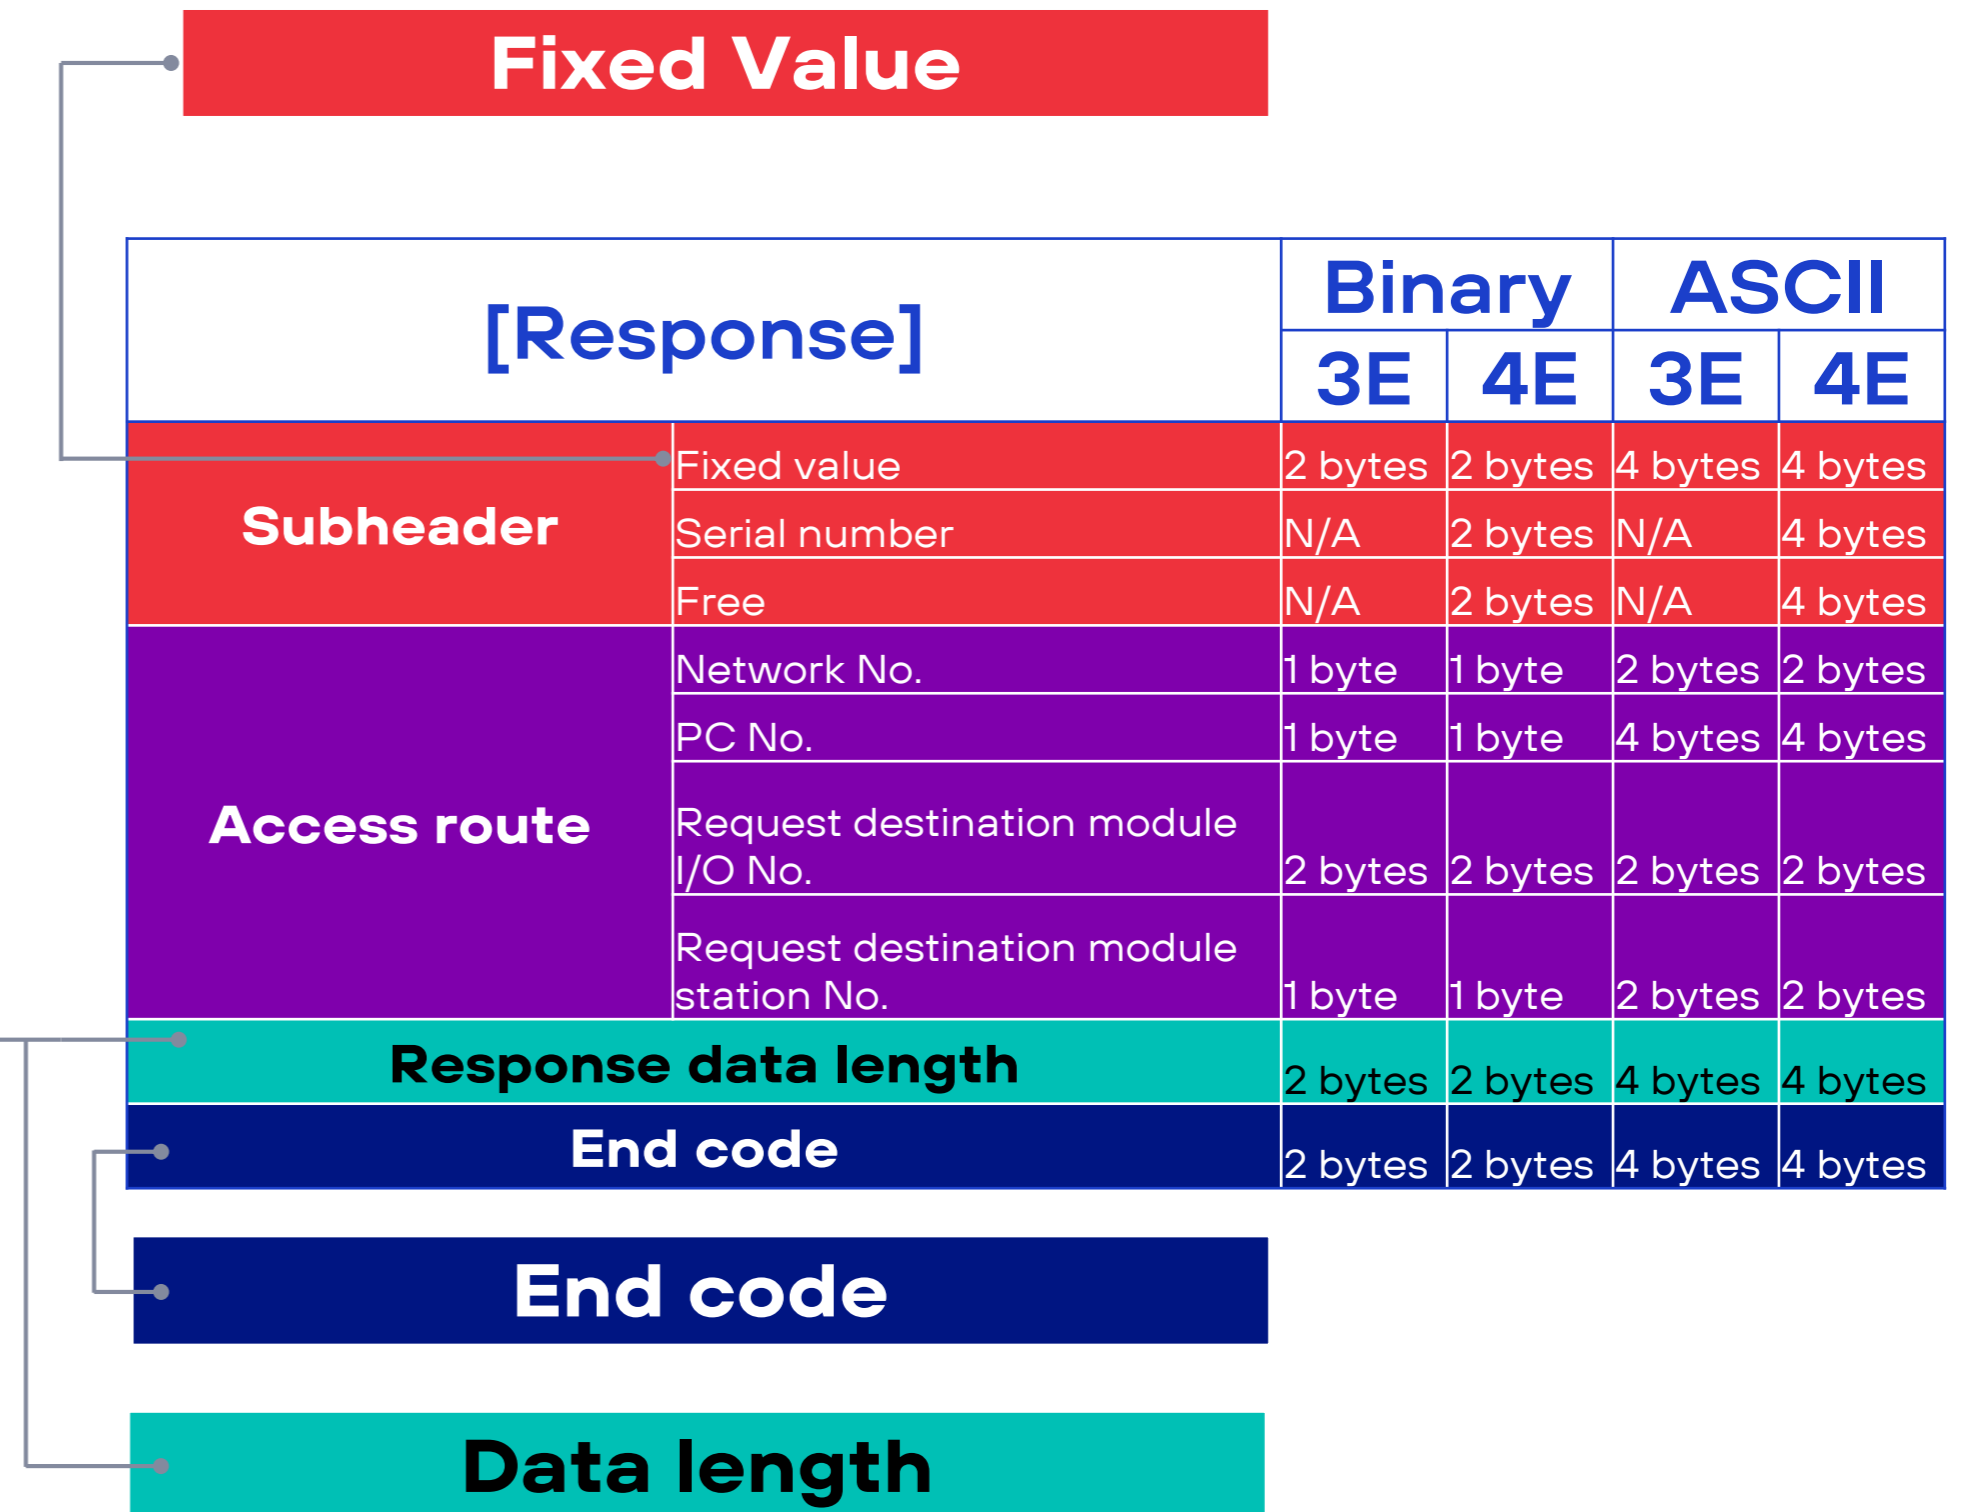 Fixed Value
[Response] Binary ASCII
3E 4E 3E 4E
Subheader
Fixed value 2 bytes 2 bytes 4 bytes 4 bytes
Serial number N/A 2 bytes N/A 4 bytes
Free N/A 2 bytes N/A 4 bytes
Access route
Network No. 1 byte 1 byte 2 bytes 2 bytes
PC No. 1 byte 1 byte 4 bytes 4 bytes
Request destination module
I/O No. 2 bytes 2 bytes 2 bytes 2 bytes
Request destination module
station No. 1 byte 1 byte 2 bytes 2 bytes
Response data length 2 bytes 2 bytes 4 bytes 4 bytes
End code 2 bytes 2 bytes 4 bytes 4 bytes
End code
Data length